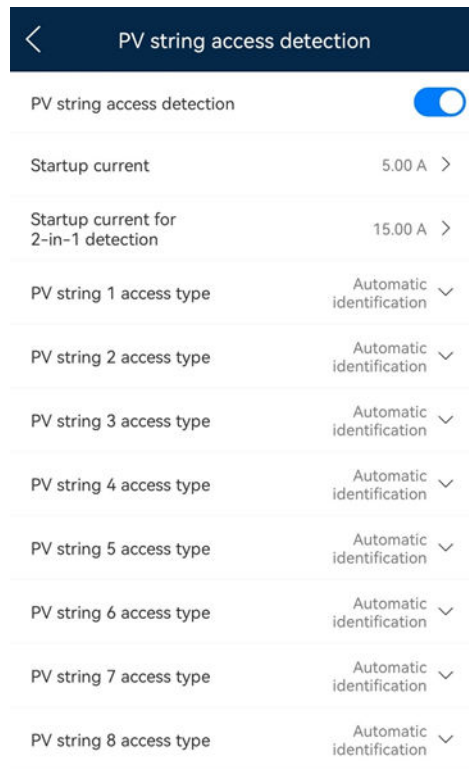 PV string access detection
PV string access detection
Startup current 5.00 A
Startup current for
2-in-1 detection
15.00 A
PV string 1 access type
Automatic
identification
PV string 2 access type
Automatic
identification
PV string 3 access type
Automatic
identification
PV string 4 access type
Automatic
identification
PV string 5 access type
Automatic
identification
PV string 6 access type
Automatic
identification
PV string 7 access type
Automatic
identification
PV string 8 access type
Automatic
identification